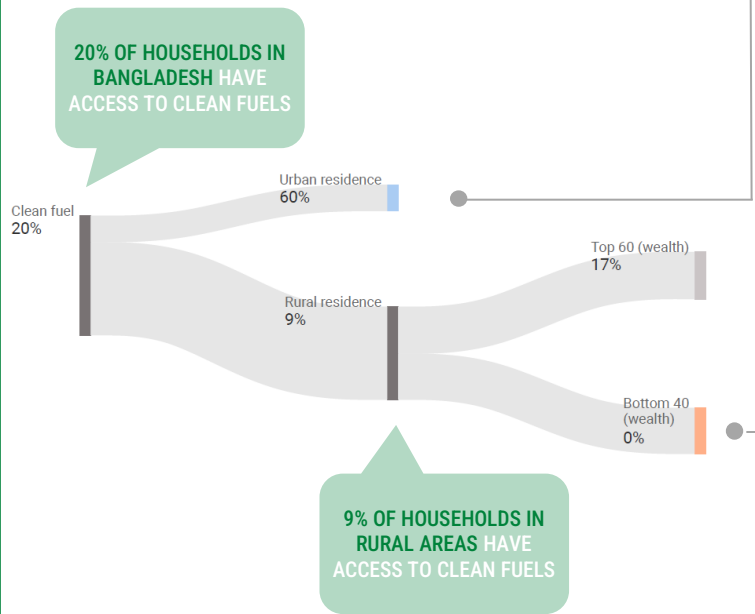 20% OF HOUSEHOLDS IN
BANGLADESH HAVE
ACCESS TO CLEAN FUELS
Urban residence
60%
Clean fuel
20%
Top 60 (wealth)
17%
Rural residence
9%
Bottom 40
(wealth)
0%
9% OF HOUSEHOLDS IN
RURAL AREAS HAVE
ACCESS TO CLEAN FUELS